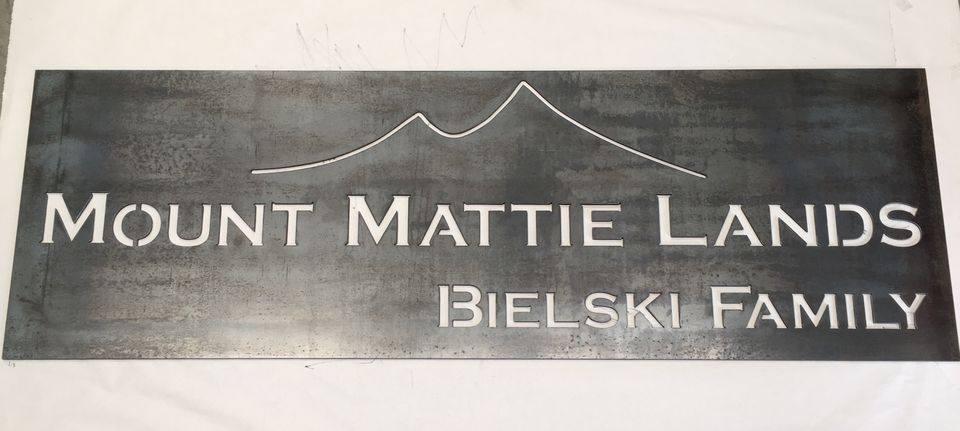 MOUNT MATTIE LANDS
BIELSKI FAMILY